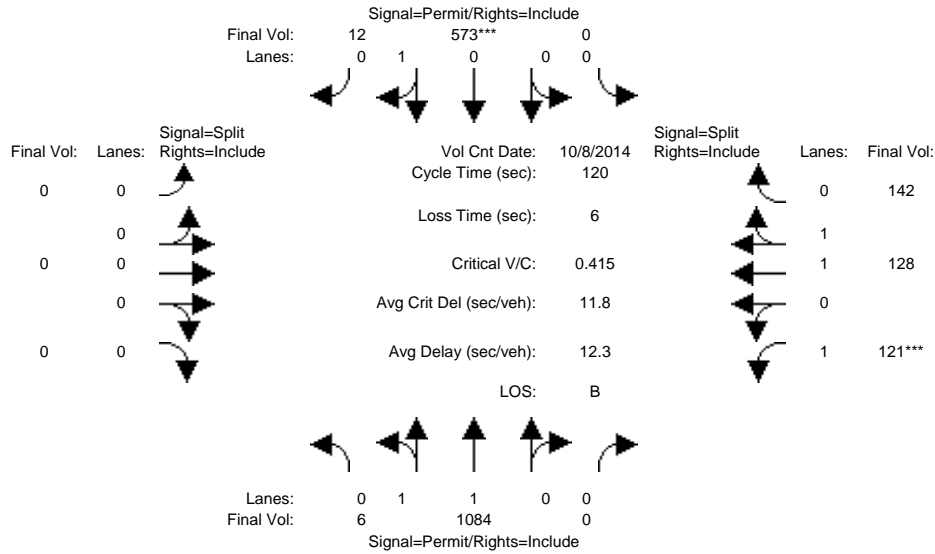 Signal=Permit/Rights=Include
Final Vol: 12 573*** 0
Lanes: 0 1 0 0 0
Signal=Split Signal=Split
Final Vol: Lanes: Rights=Include Vol Cnt Date: 10/8/2014 Rights=Include Lanes: Final Vol:
Cycle Time (sec): 120
0 0 0 142
Loss Time (sec): 6
0 1
0 0 Critical V/C: 0.415 1 128
0 Avg Crit Del (sec/veh): 11.8 0
0 0 Avg Delay (sec/veh): 12.3 1 121***
LOS: B
Lanes: 0 1 1 0 0
Final Vol: 6 1084 0
Signal=Permit/Rights=Include